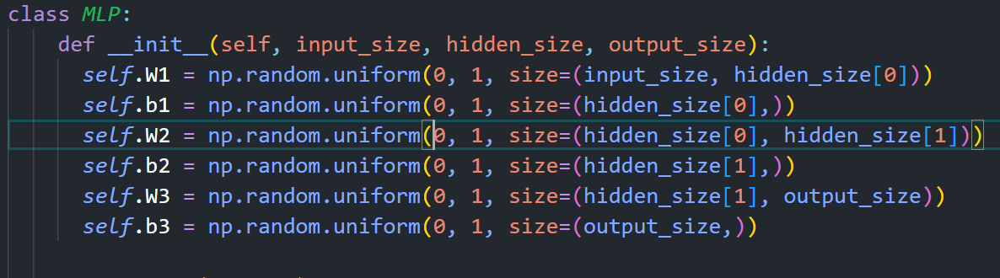 class MLP:
    def __init__(self, input_size, hidden_size, output_size):
      self.W1 = np.random.uniform(0, 1, size=(input_size, hidden_size[0]))
      self.b1 = np.random.uniform(0, 1, size=(hidden_size[0],))
      self.W2 = np.random.uniform(0, 1, size=(hidden_size[0], hidden_size[1]))
      self.b2 = np.random.uniform(0, 1, size=(hidden_size[1],))
      self.W3 = np.random.uniform(0, 1, size=(hidden_size[1], output_size))
      self.b3 = np.random.uniform(0, 1, size=(output_size,))